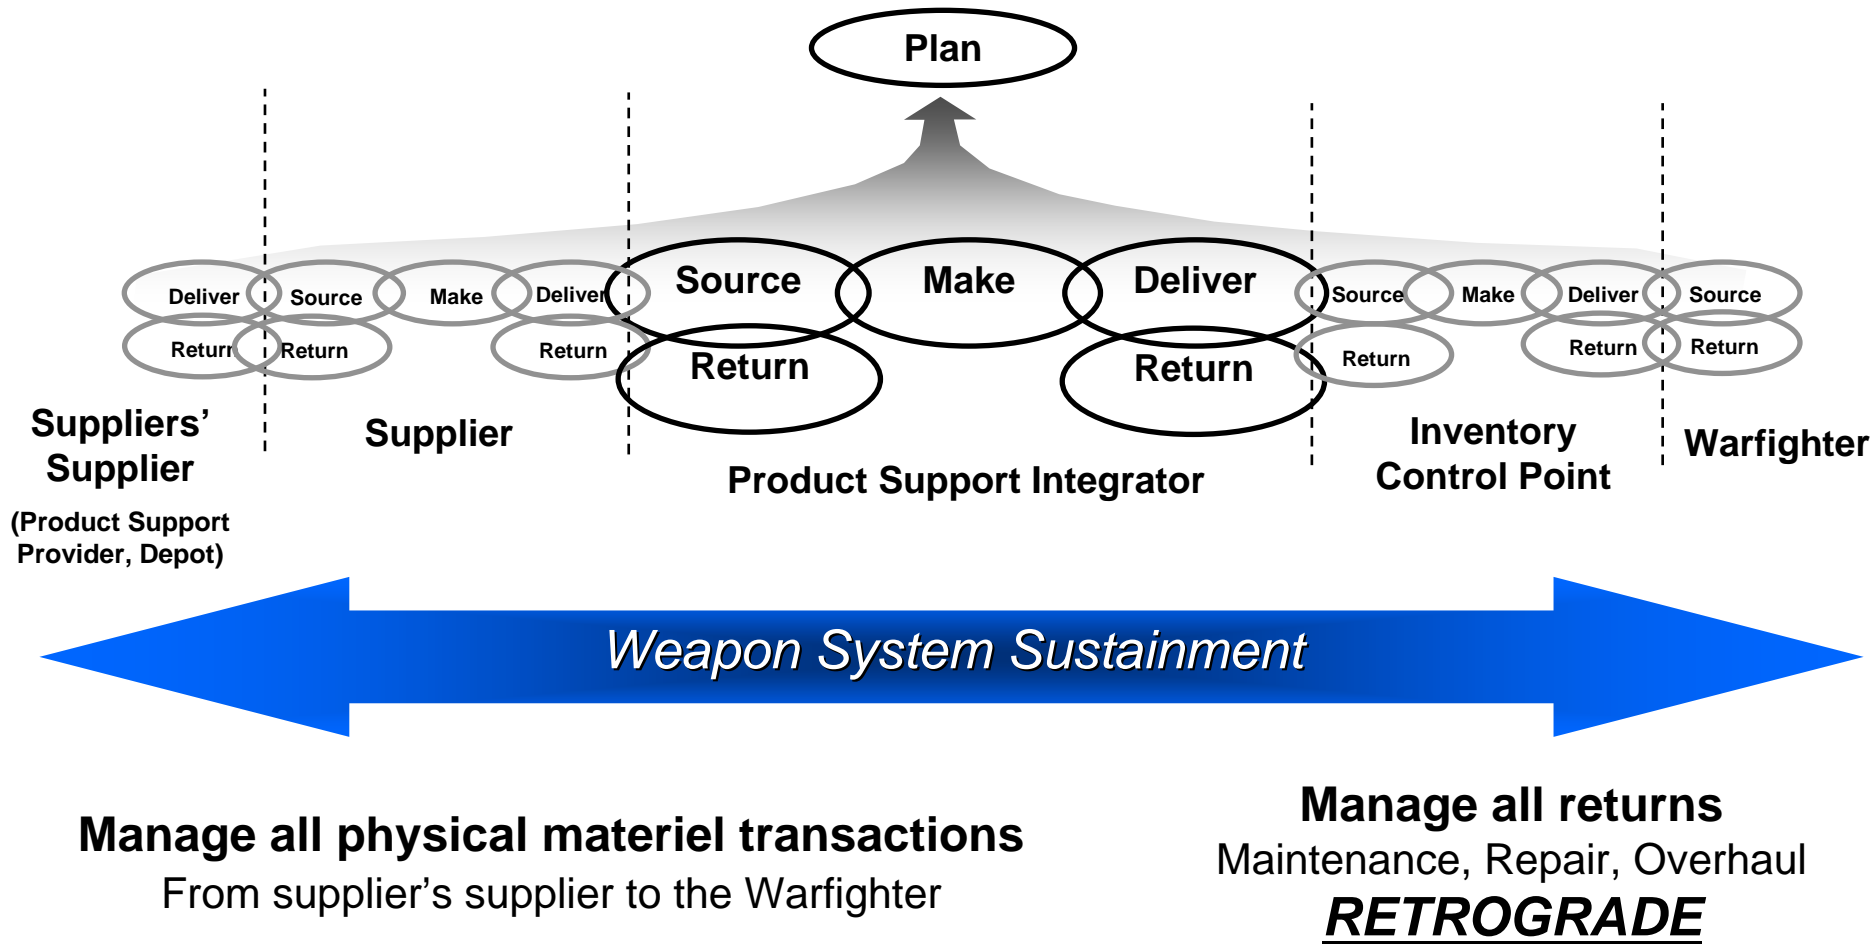 Plan
Deliver Source Make Deliver Source Make Deliver Source Make Deliver Source
Return Return Return Return Return Return Return Return
Suppliers’
Supplier
(Product Support
Provider, Depot)
Supplier
Product Support Integrator
Inventory
Control Point
Warfighter
Weapon System Sustainment
Manage all physical materiel transactions
From supplier’s supplier to the Warfighter
Manage all returns
Maintenance, Repair, Overhaul
RETROGRADE